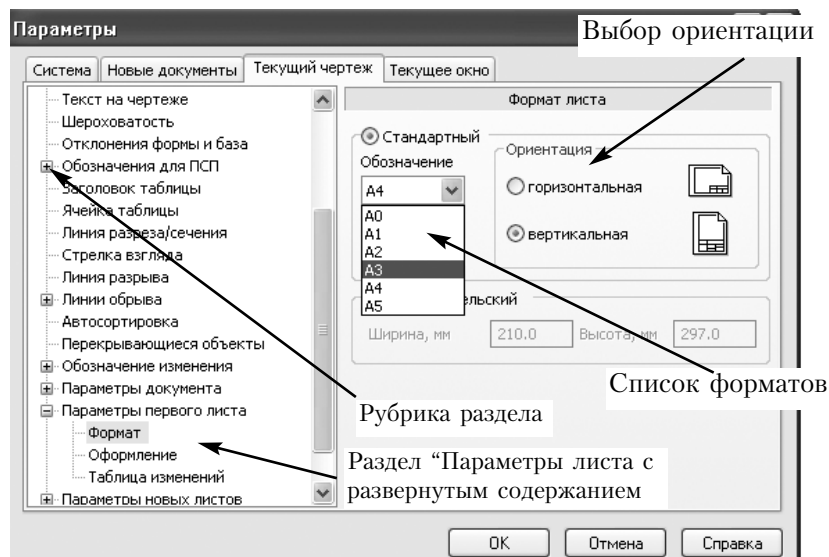 Параметры
Выбор ориентации
Система
Новые документы
Текущий чертеж
Текущее окно
Текст на чертеже
Шероховатость
Отклонения формы и база
Обозначения для ПСП
Заголовок таблицы
Ячейка таблицы
Линия разреза/сечения
Стрелка взгляда
Линия разрыва
Линии обрыва
Автосортировка
Перекрывающиеся объекты
Обозначение изменения
Параметры документа
Параметры первого листа
Формат
Оформление
Таблица изменений
Параметры новых листов
Формат листа
Стандартный
Обозначение
A4
A0
A1
A2
A3
A4
A5
Ориентация
горизонтальная
вертикальная
ельский
Ширина, мм
210.0
Высота, мм
297.0
Список форматов
Рубрика раздела
Раздел “Параметры листа с
развернутым содержанием
OK
Отмена
Справка